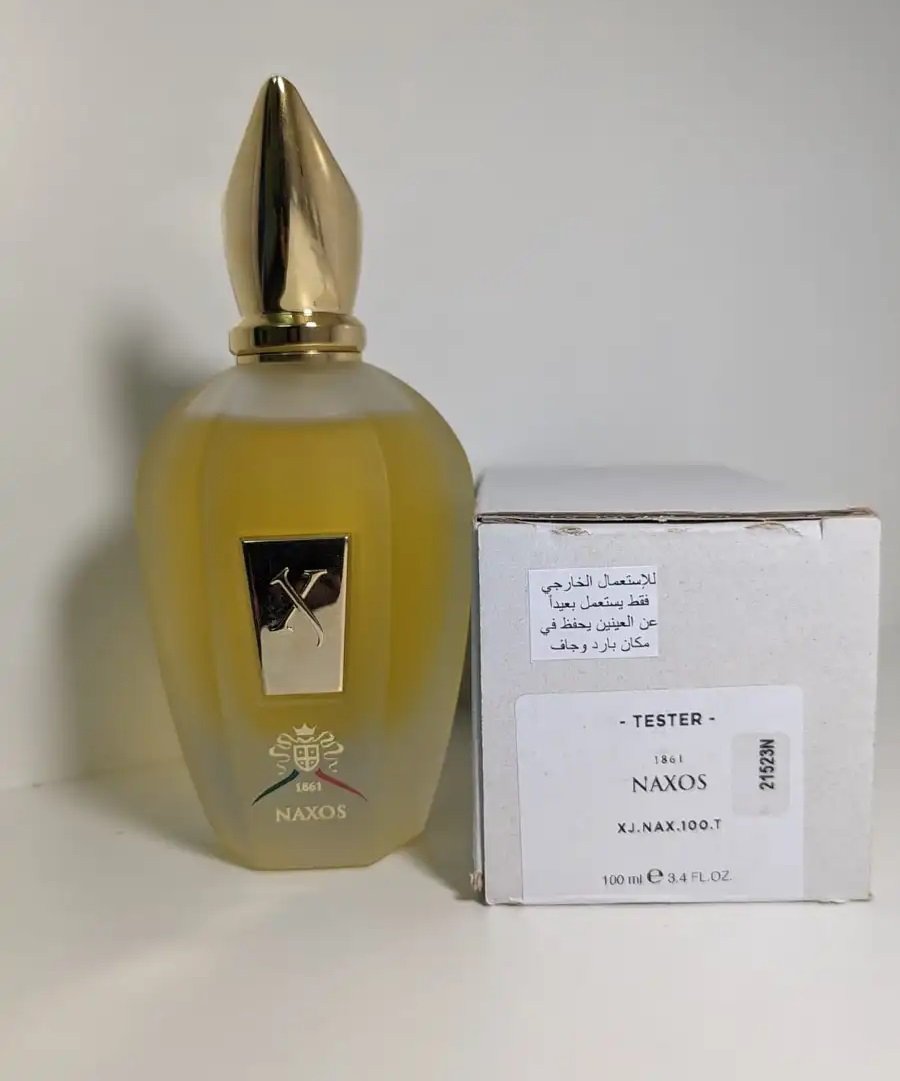 X
1861
NAXOS
للإستعمال الخارجي
فقط يستعمل بعيداً
عن العينين يحفظ في
مكان بارد وجاف
- TESTER -
1861
NAXOS
XJ.NAX.100.T
21523N
100 ml ℮ 3.4 FL.OZ.